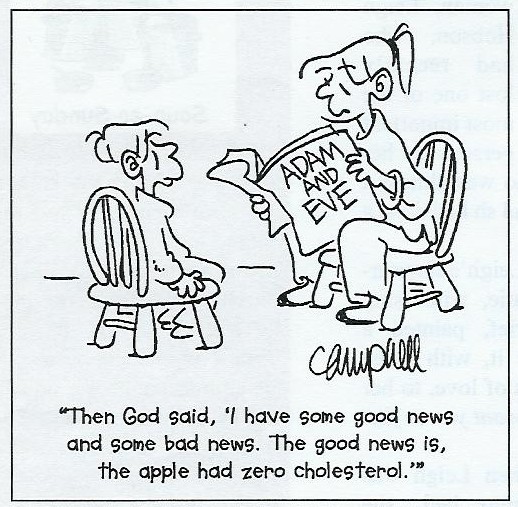 ADAM
AND
EVE
Campbell
"Then God said, 'I have some good news
and some bad news. The good news is,
the apple had zero cholesterol.'"